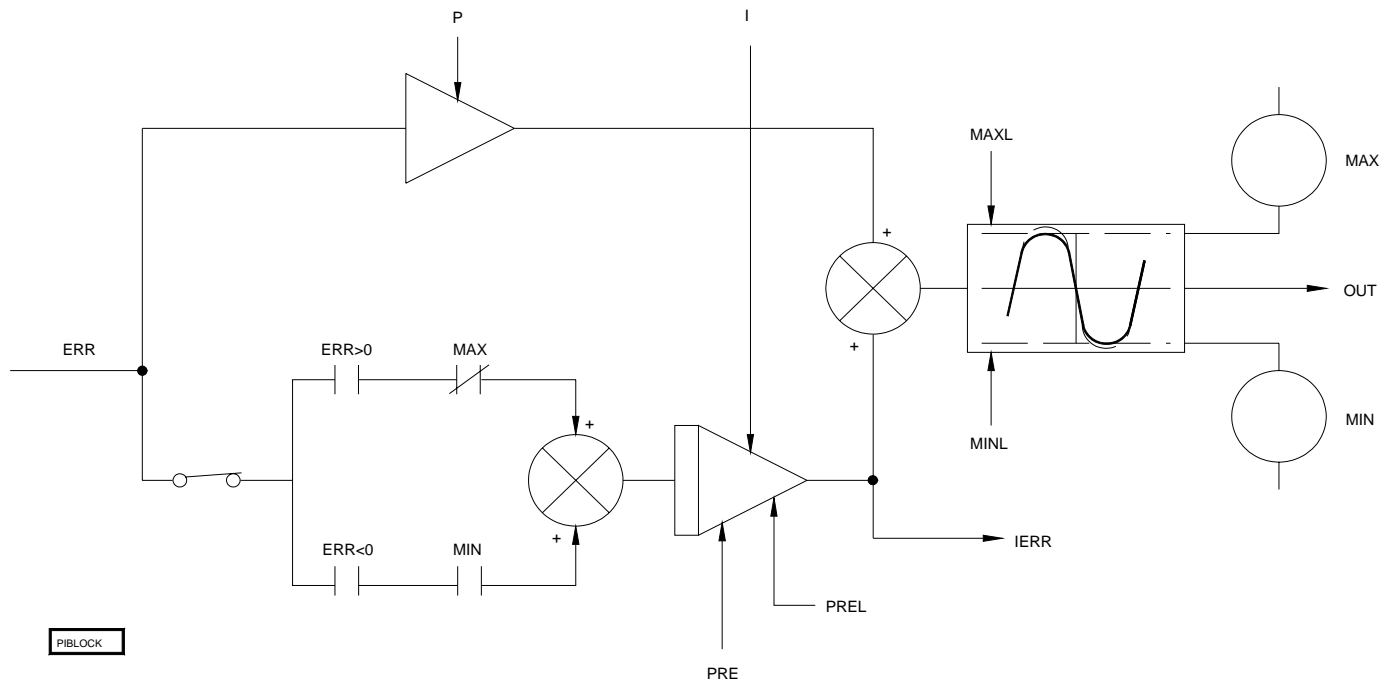 P
I
MAXL
MAX
+
ERR
ERR>0
MAX
OUT
+
+
MINL
MIN
+
ERR<0
MIN
IERR
PREL
PIBLOCK
PRE